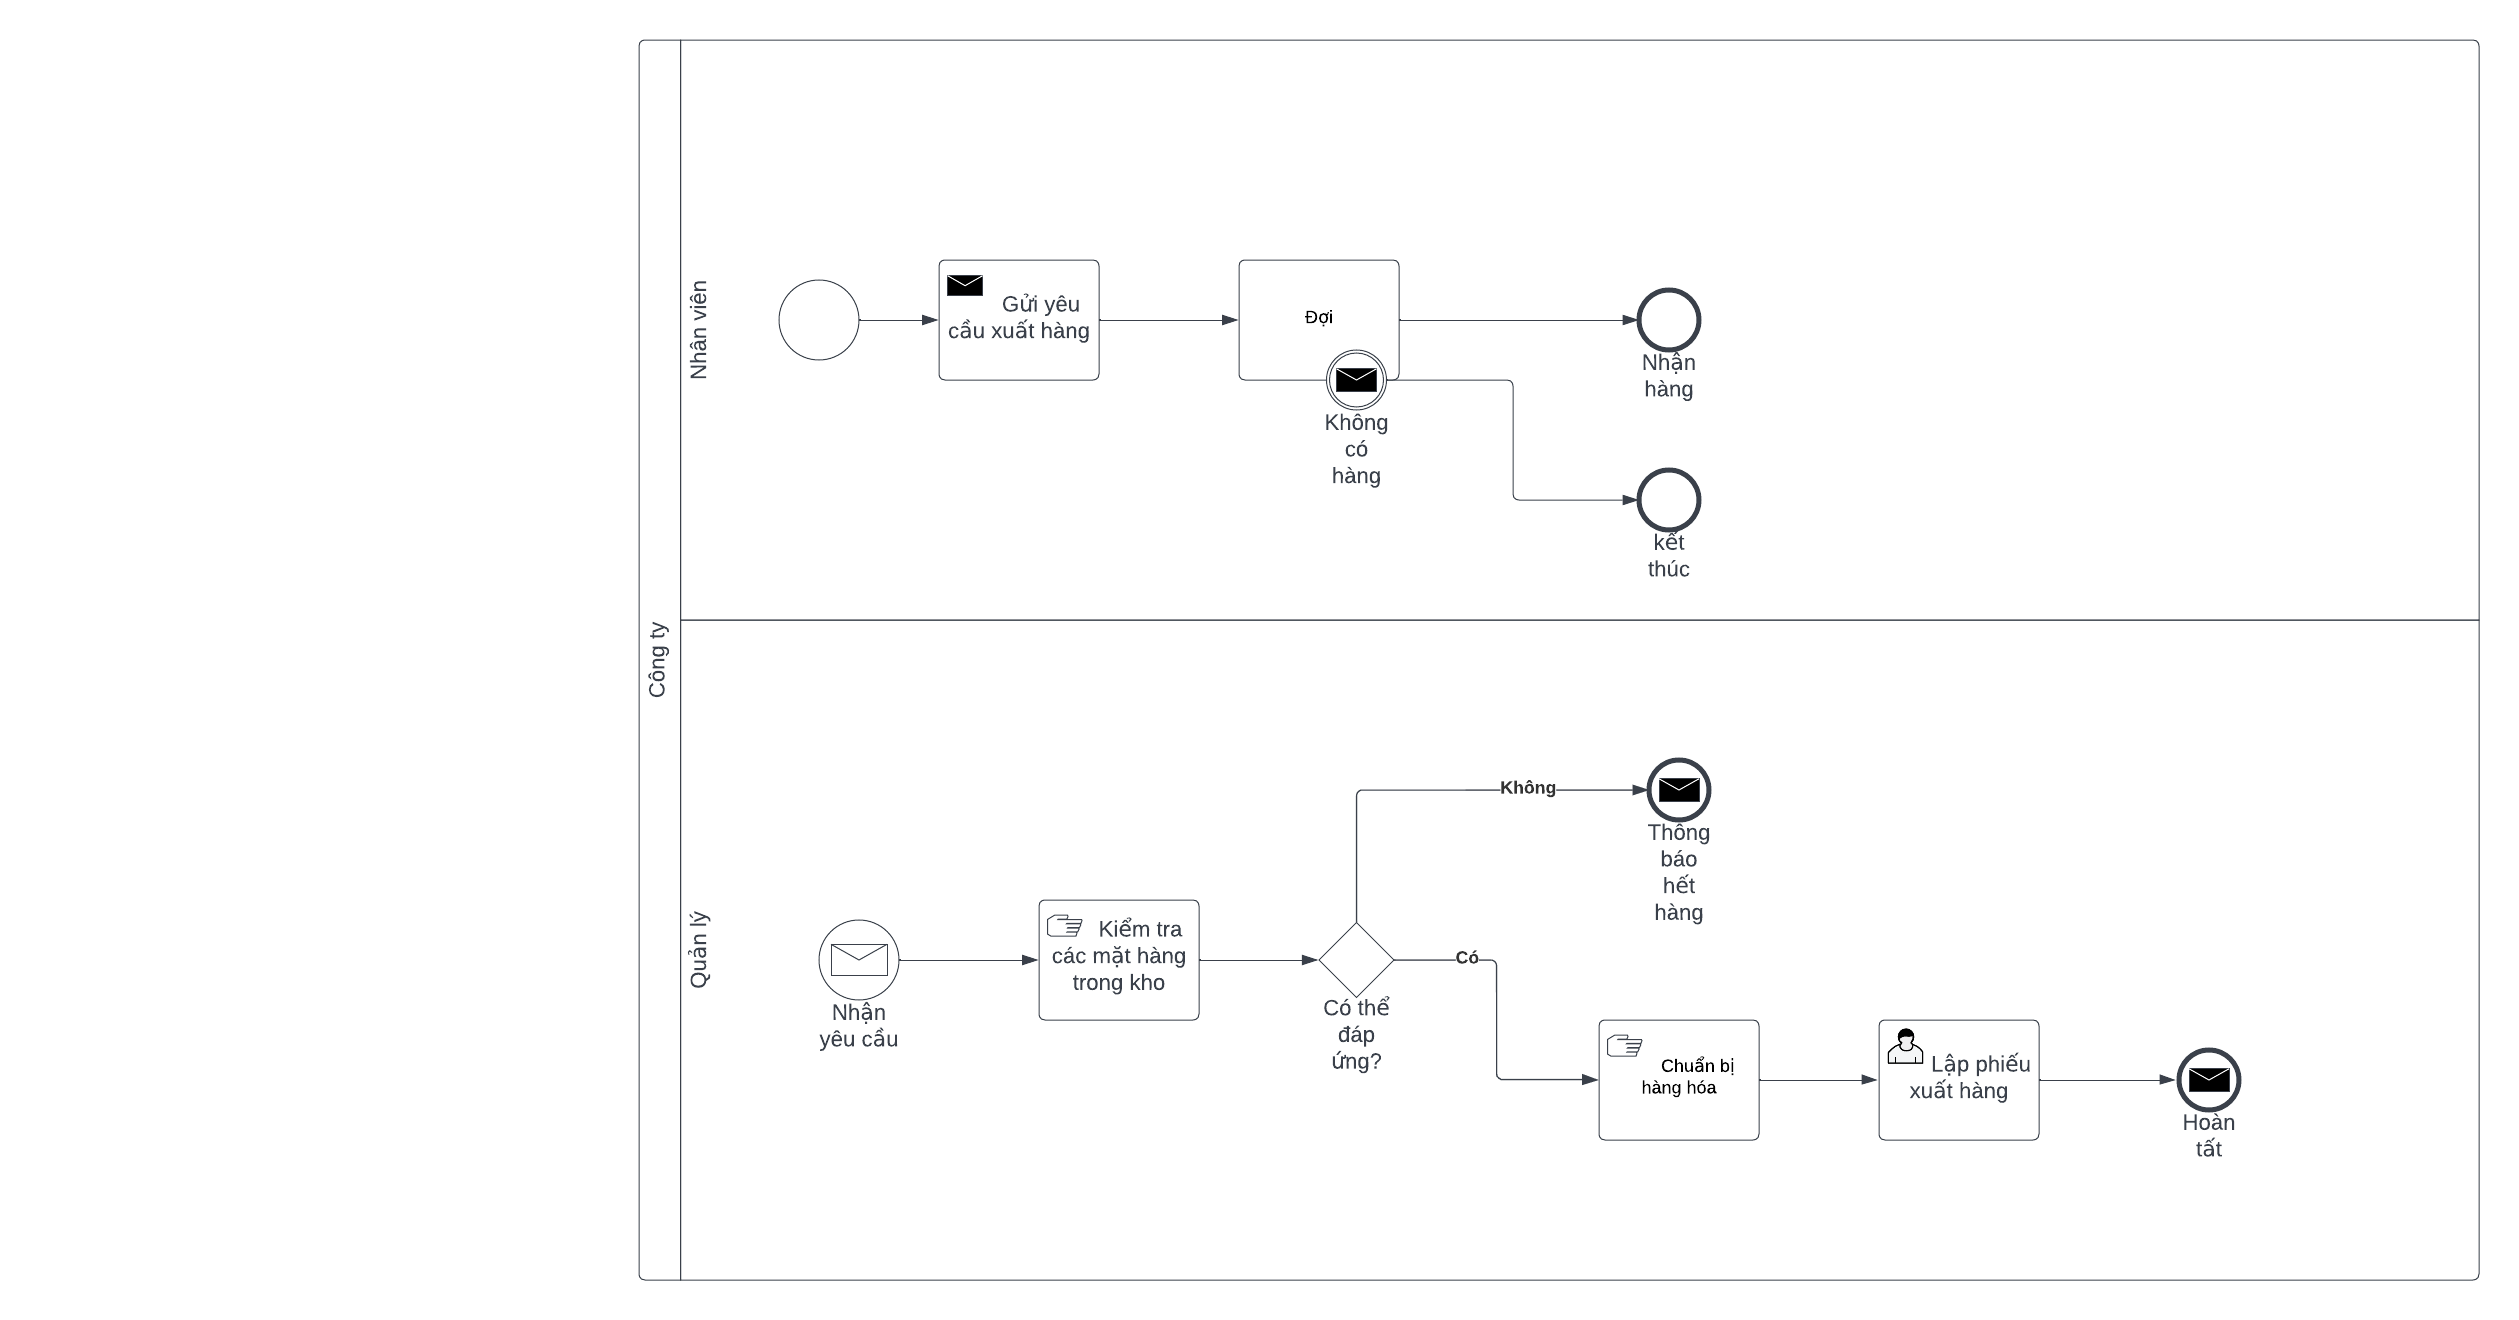 Công ty
Nhân viên
Gửi yêu
cầu xuất hàng
Đợi
Không
có
hàng
Nhận
hàng
kết
thúc
Quản lý
Nhận
yêu cầu
Kiểm tra
các mặt hàng
trong kho
Có thể
đáp
ứng?
Không
Thông
báo
hết
hàng
Có
Chuẩn bị
hàng hóa
Lập phiếu
xuất hàng
Hoàn
tất